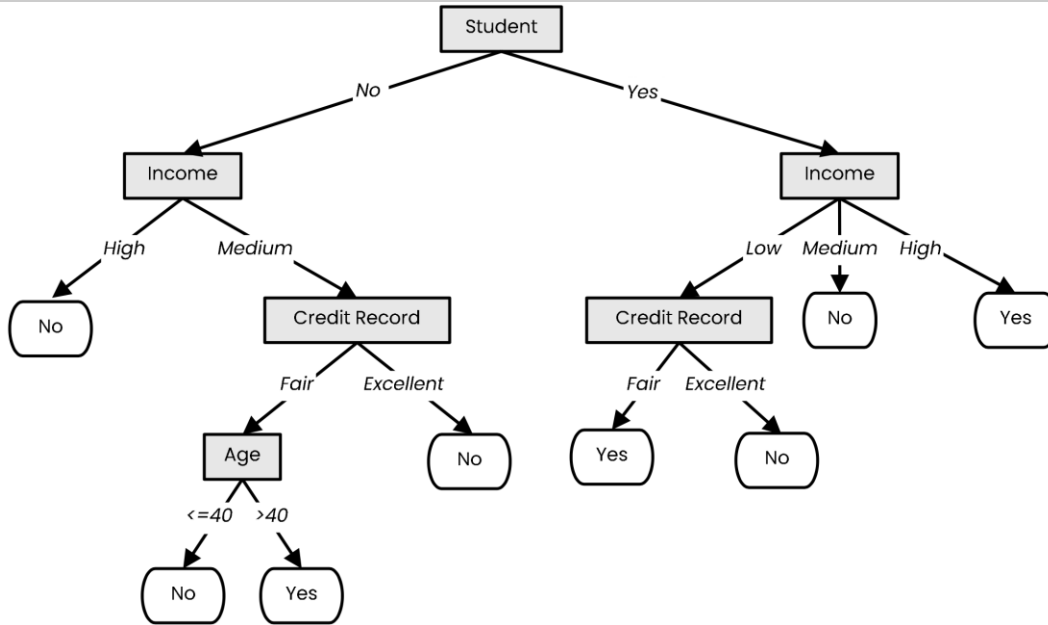 Student
No
Yes
Income
Income
High
Medium
Low
Medium
High
No
Credit Record
Credit Record
No
Yes
Fair
Excellent
Fair
Excellent
Age
No
Yes
No
<=40
>40
No
Yes